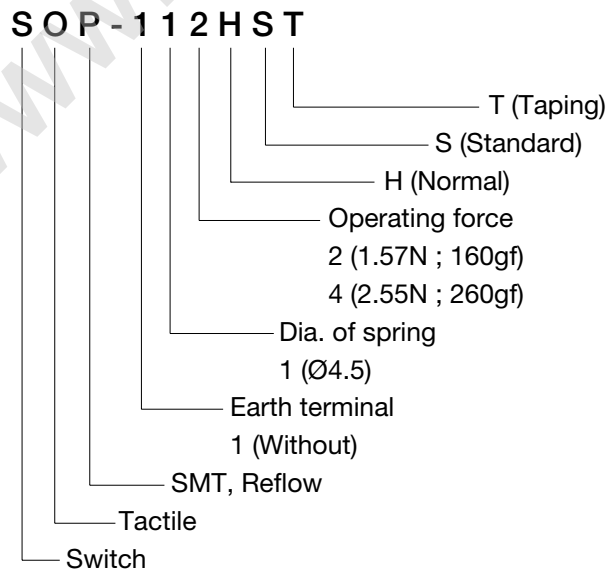 SOP-112HST
T (Taping)
S (Standard)
H (Normal)
Operating force
2 (1.57N ; 160gf)
4 (2.55N ; 260gf)
Dia. of spring
1 (Ø4.5)
Earth terminal
1 (Without)
SMT, Reflow
Tactile
Switch